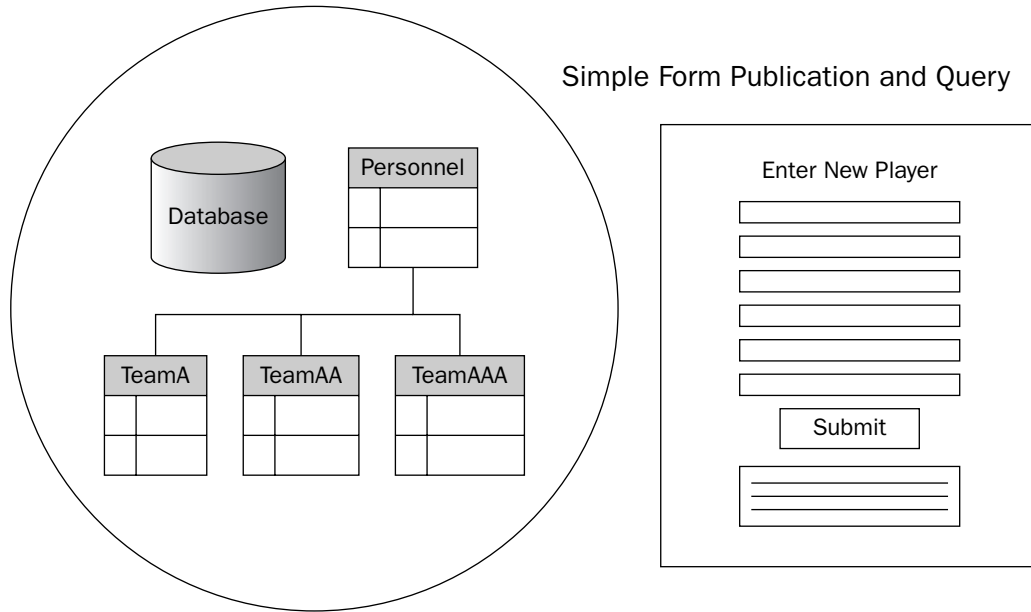 Simple Form Publication and Query
Database
Personnel
TeamA
TeamAA
TeamAAA
Enter New Player
Submit